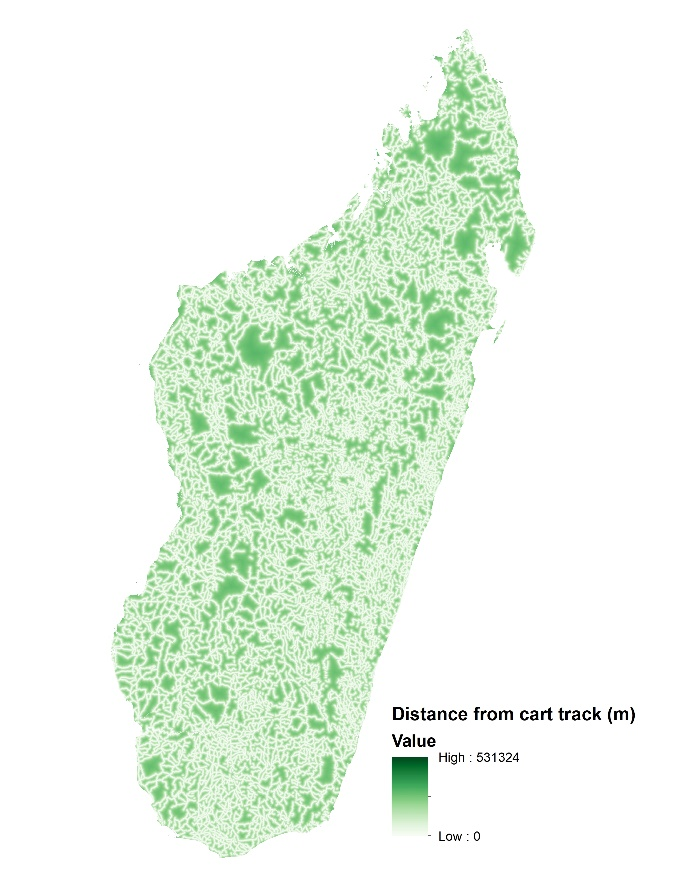 Distance from cart track (m)
Value
High : 531324
Low : 0